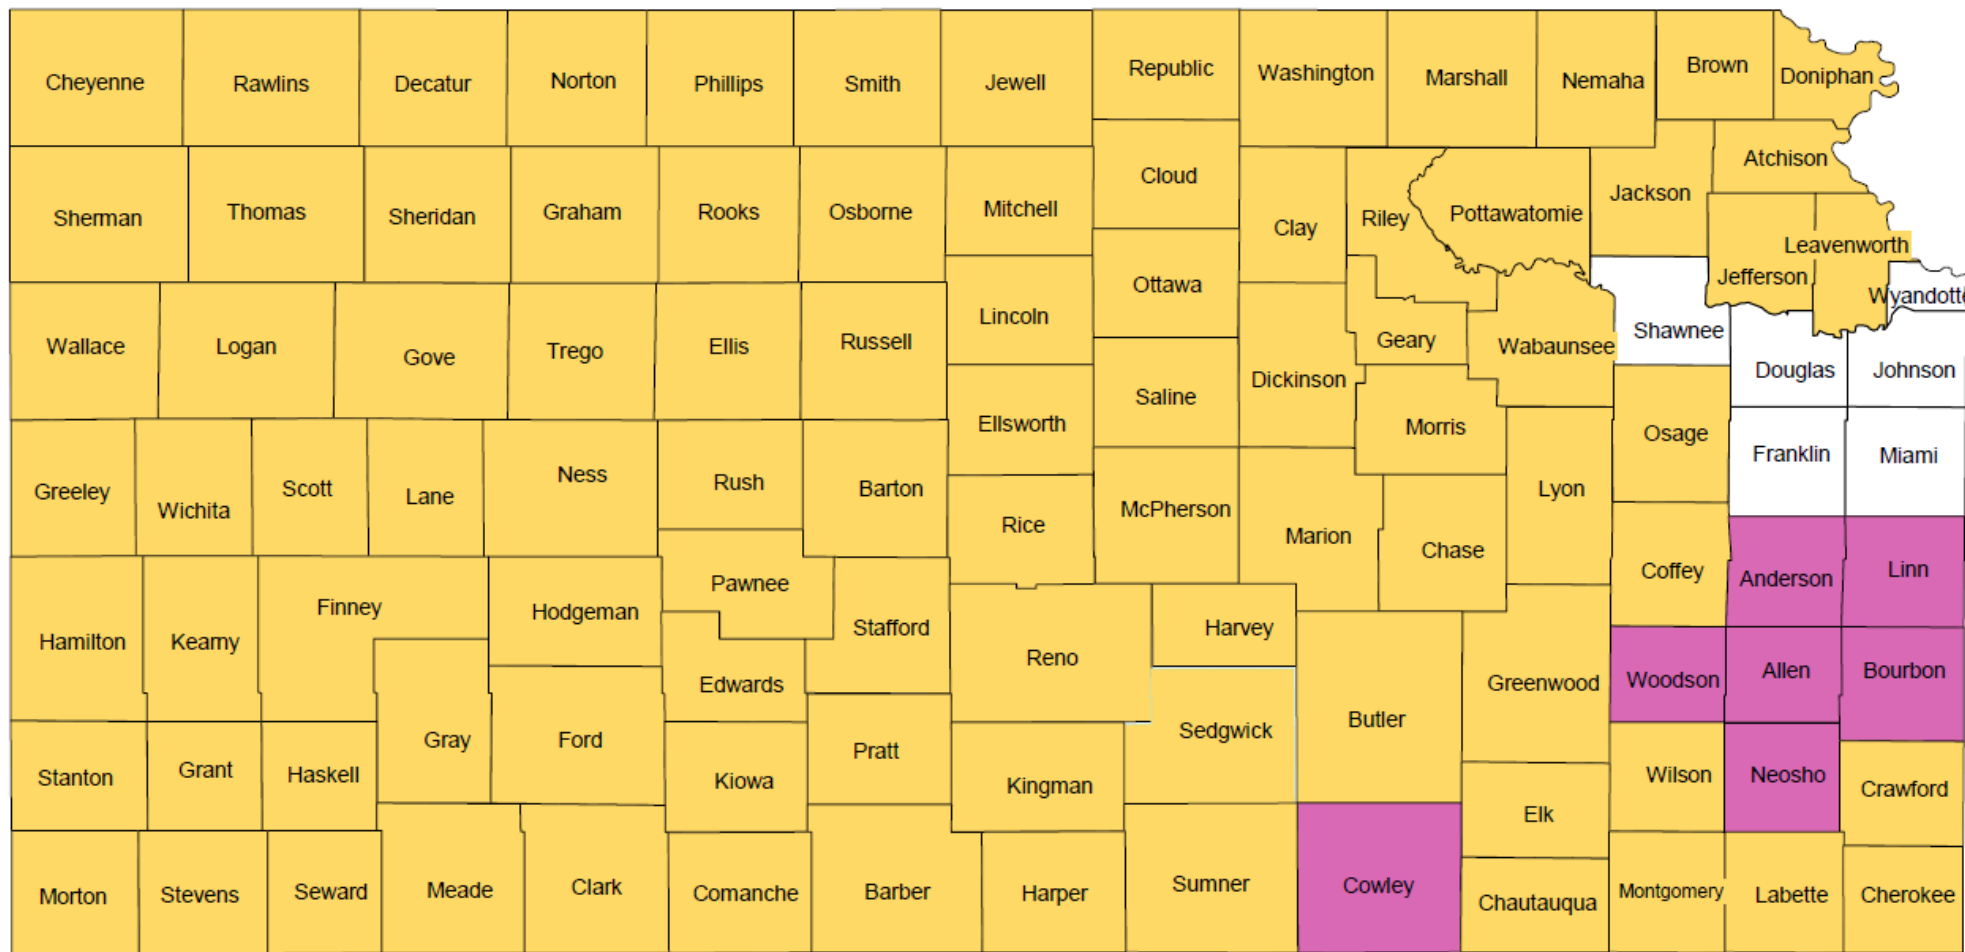 Cheyenne
Rawlins
Decatur
Norton
Phillips
Smith
Jewell
Republic
Washington
Marshall
Nemaha
Brown
Doniphan
Sherman
Thomas
Sheridan
Graham
Rooks
Osborne
Mitchell
Cloud
Clay
Riley
Pottawatomie
Jackson
Atchison
Leavenworth
Jefferson
Wyandotte
Wallace
Logan
Gove
Trego
Ellis
Russell
Lincoln
Ottawa
Geary
Wabaunsee
Shawnee
Douglas
Johnson
Dickinson
Saline
Ellsworth
Morris
Osage
Franklin
Miami
Greeley
Wichita
Scott
Lane
Ness
Rush
Barton
Rice
McPherson
Marion
Chase
Lyon
Coffey
Anderson
Linn
Hamilton
Kearny
Finney
Hodgeman
Pawnee
Stafford
Edwards
Reno
Harvey
Sedgwick
Butler
Greenwood
Woodson
Allen
Bourbon
Stanton
Grant
Haskell
Gray
Ford
Kiowa
Pratt
Kingman
Elk
Wilson
Neosho
Crawford
Morton
Stevens
Seward
Meade
Clark
Comanche
Barber
Harper
Sumner
Cowley
Chautauqua
Montgomery
Labette
Cherokee